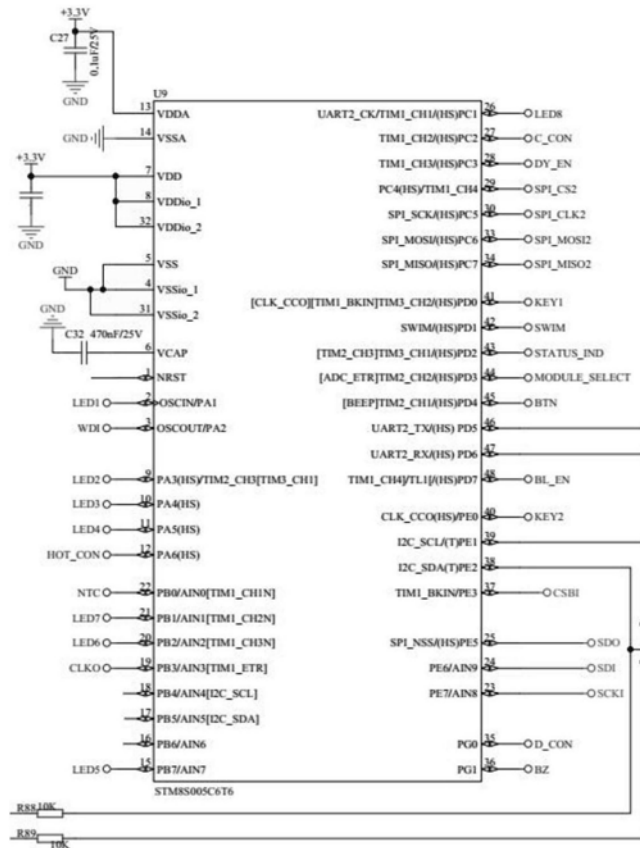 +3.3V
C27
0.1uF/25V
GND
U9
13 VDDA UART2_CK/TIM1_CH1/(HS)PC1 26 LED8
GND 14 VSSA TIM1_CH2/(HS)PC2 27 C_CON
+3.3V TIM1_CH3/(HS)PC3 28 DY_EN
7 VDD PC4(HS)/TIM1_CH4 29 SPI_CS2
8 VDDio_1 SPI_SCK/(HS)PC5 30 SPI_CLK2
32 VDDio_2 SPI_MOSI/(HS)PC6 33 SPI_MOSI2
GND
5 VSS SPI_MISO/(HS)PC7 34 SPI_MISO2
GND 4 VSSio_1 [CLK_CCO][TIM1_BKIN]TIM3_CH2/(HS)PD0 41 KEY1
31 VSSio_2 SWIM/(HS)PD1 42 SWIM
GND C32 470nF/25V 6 VCAP [TIM2_CH3]TIM3_CH1/(HS)PD2 43 STATUS_IND
1 NRST [ADC_ETR]TIM2_CH2/(HS)PD3 44 MODULE_SELECT
LED1 2 OSCIN/PA1 [BEEP]TIM2_CH1/(HS)PD4 45 BTN
WDI 3 OSCOUT/PA2 UART2_TX/(HS) PD5 46
UART2_RX/(HS) PD6 47
LED2 9 PA3(HS)/TIM2_CH3[TIM3_CH1] TIM1_CH4]/TL1[/(HS)PD7 48 BL_EN
LED3 10 PA4(HS)
LED4 11 PA5(HS) CLK_CCO(HS)/PE0 40 KEY2
HOT_CON 12 PA6(HS) I2C_SCL/(T)PE1 39
I2C_SDA(T)PE2 38
NTC 22 PB0/AIN0[TIM1_CH1N] TIM1_BKIN/PE3 37 CSBI
LED7 21 PB1/AIN1[TIM1_CH2N]
LED6 20 PB2/AIN2[TIM1_CH3N] SPI_NSS/(HS)PE5 25 SDO
CLKO 19 PB3/AIN3[TIM1_ETR] PE6/AIN9 24 SDI
18 PB4/AIN4[I2C_SCL] PE7/AIN8 23 SCKI
17 PB5/AIN5[I2C_SDA]
16 PB6/AIN6 PG0 35 D_CON
LED5 15 PB7/AIN7 PG1 36 BZ
STM8S005C6T6
R88 10K
R89
10K